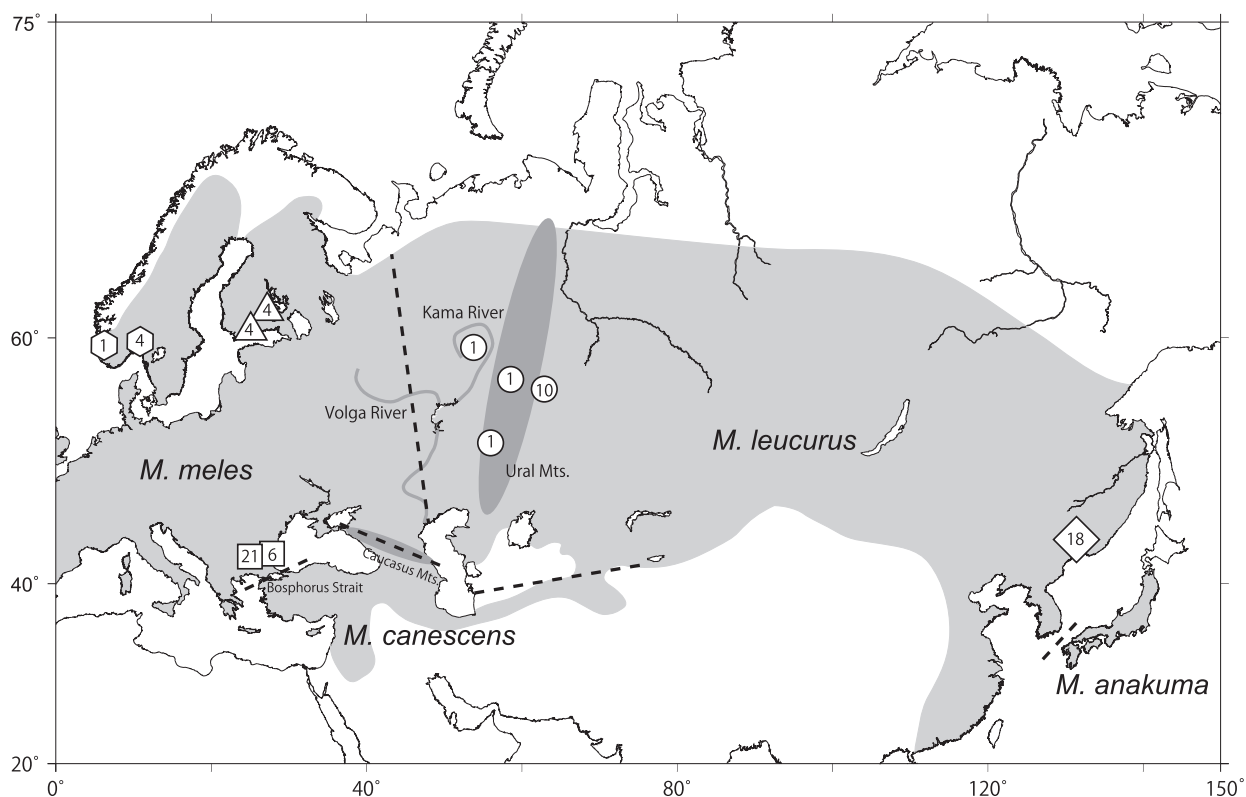 75°
Kama River
4
4
60°
1
4
1
1
10
Volga River
1
M. leucurus
M. meles
Ural Mts.
18
21
6
Caucasus Mts.
40°
Bosphorus Strait
M. canescens
M. anakuma
20°
0°
40°
80°
120°
150°